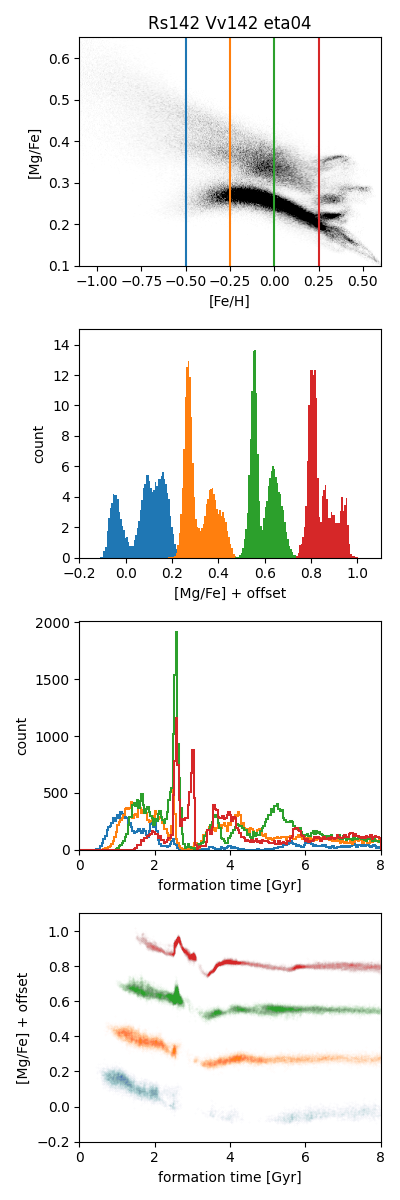 Rs142 Vv142 eta04
0.6
0.5
0.4
0.3
0.2
0.1
[Mg/Fe]
−1.00 −0.75 −0.50 −0.25 0.00 0.25 0.50
[Fe/H]
14
12
10
8
6
4
2
0
count
−0.2 0.0 0.2 0.4 0.6 0.8 1.0
[Mg/Fe] + offset
2000
1500
1000
500
0
count
0 2 4 6 8
formation time [Gyr]
1.0
0.8
0.6
0.4
0.2
0.0
−0.2
[Mg/Fe] + offset
0 2 4 6 8
formation time [Gyr]